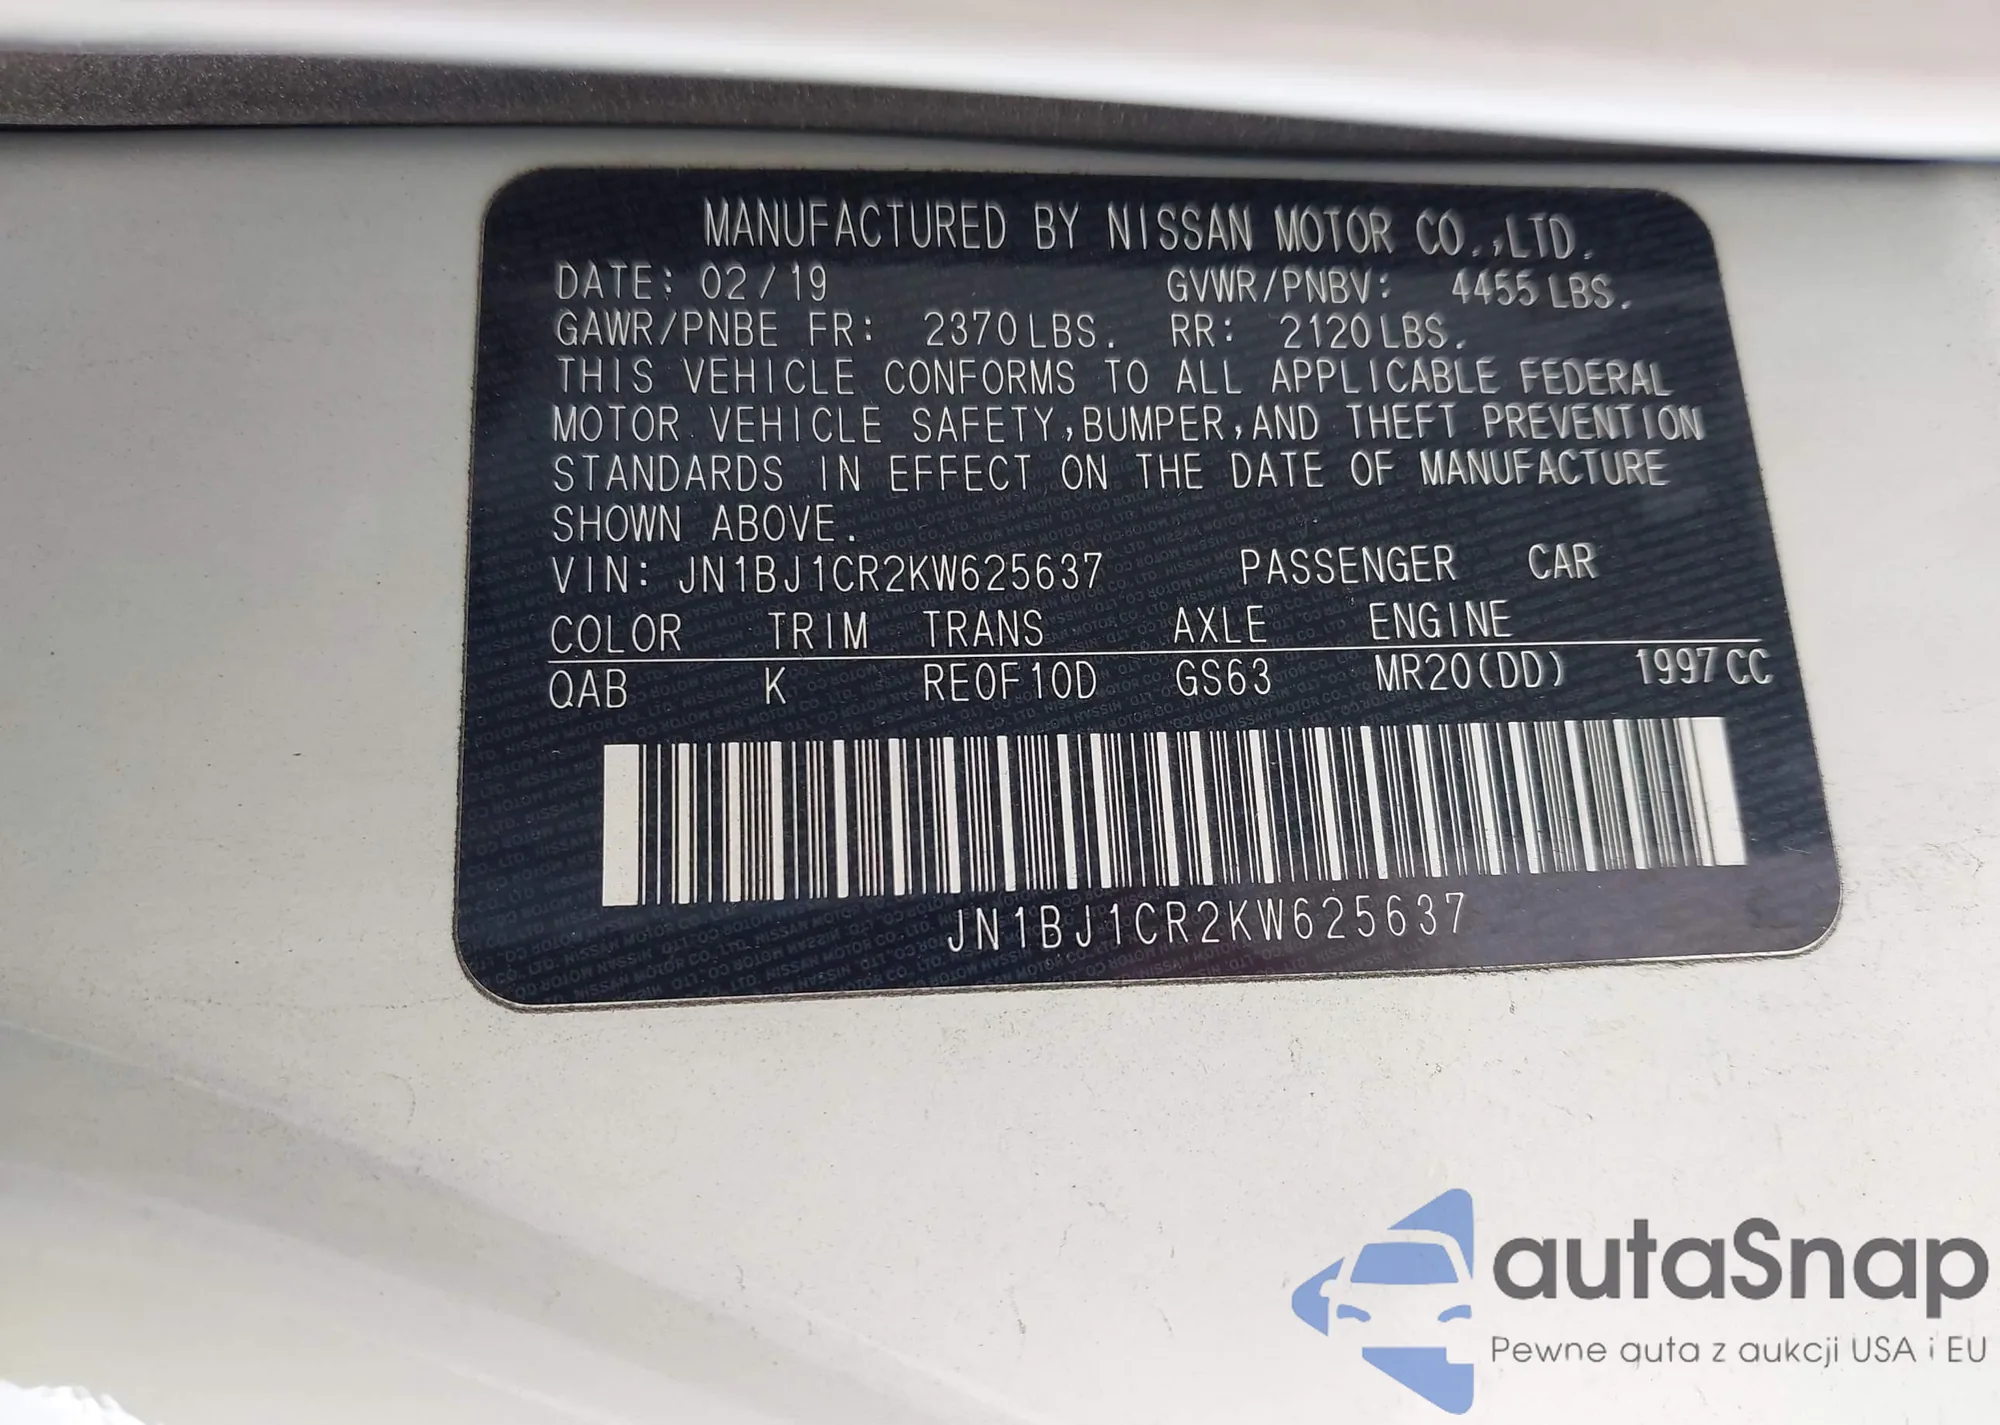 MANUFACTURED BY NISSAN MOTOR CO.,LTD.
DATE: 02/19 GVWR/PNBV: 4455 LBS.
GAWR/PNBE FR: 2370 LBS. RR: 2120 LBS.
THIS VEHICLE CONFORMS TO ALL APPLICABLE FEDERAL
MOTOR VEHICLE SAFETY,BUMPER,AND THEFT PREVENTION
STANDARDS IN EFFECT ON THE DATE OF MANUFACTURE
SHOWN ABOVE.
VIN: JN1BJ1CR2KW625637 PASSENGER CAR
COLOR TRIM TRANS AXLE ENGINE
QAB K RE0F10D GS63 MR20(DD) 1997 CC
JN1BJ1CR2KW625637
autaSnap
Pewne auta z aukcji USA i EU